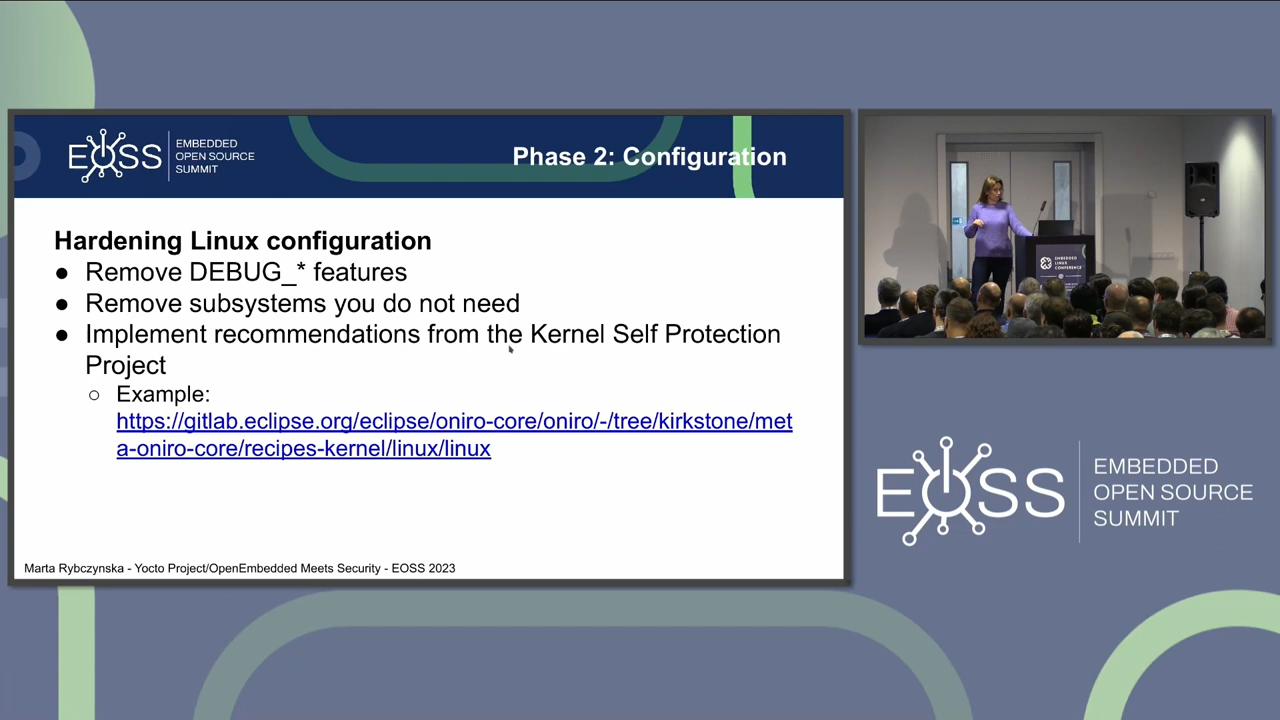 EOSS
EMBEDDED
OPEN SOURCE
SUMMIT
Phase 2: Configuration
Hardening Linux configuration
● Remove DEBUG_* features
● Remove subsystems you do not need
● Implement recommendations from the Kernel Self Protection
Project
○ Example:
https://gitlab.eclipse.org/eclipse/oniro-core/oniro/-/tree/kirkstone/met
a-oniro-core/recipes-kernel/linux/linux
Marta Rybczynska - Yocto Project/OpenEmbedded Meets Security - EOSS 2023
EMBEDDED
LINUX
CONFERENCE
EOSS
EMBEDDED
OPEN SOURCE
SUMMIT